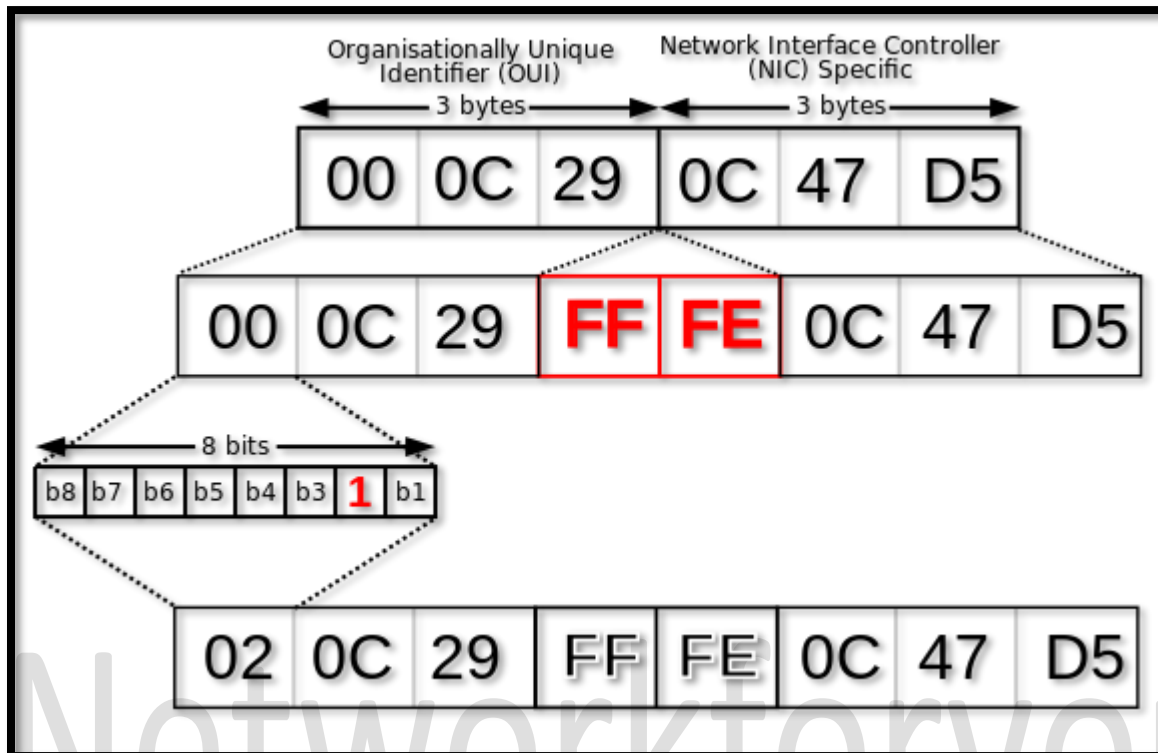 Organisationally Unique Network Interface Controller
Identifier (OUI) (NIC) Specific
3 bytes 3 bytes
00 0C 29 0C 47 D5
00 0C 29 FF FE 0C 47 D5
8 bits
b8 b7 b6 b5 b4 b3 1 b1
02 0C 29 FF FE 0C 47 D5